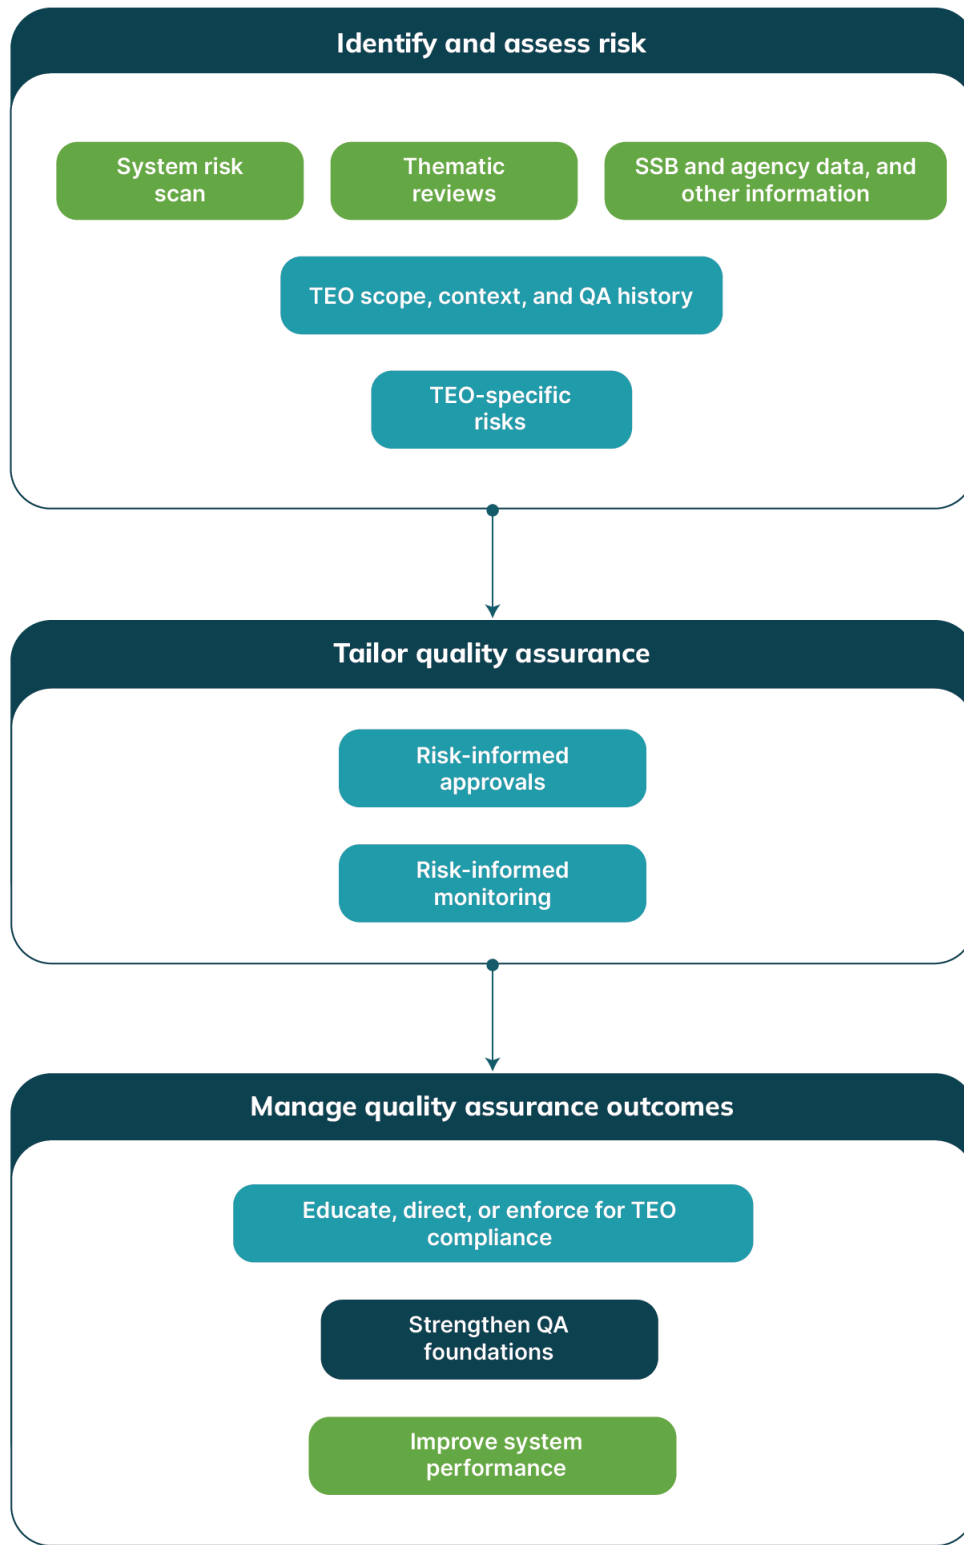 Identify and assess risk
System risk
scan
Thematic
reviews
SSB and agency data, and
other information
TEO scope, context, and QA history
TEO-specific
risks
Tailor quality assurance
Risk-informed
approvals
Risk-informed
monitoring
Manage quality assurance outcomes
Educate, direct, or enforce for TEO
compliance
Strengthen QA
foundations
Improve system
performance